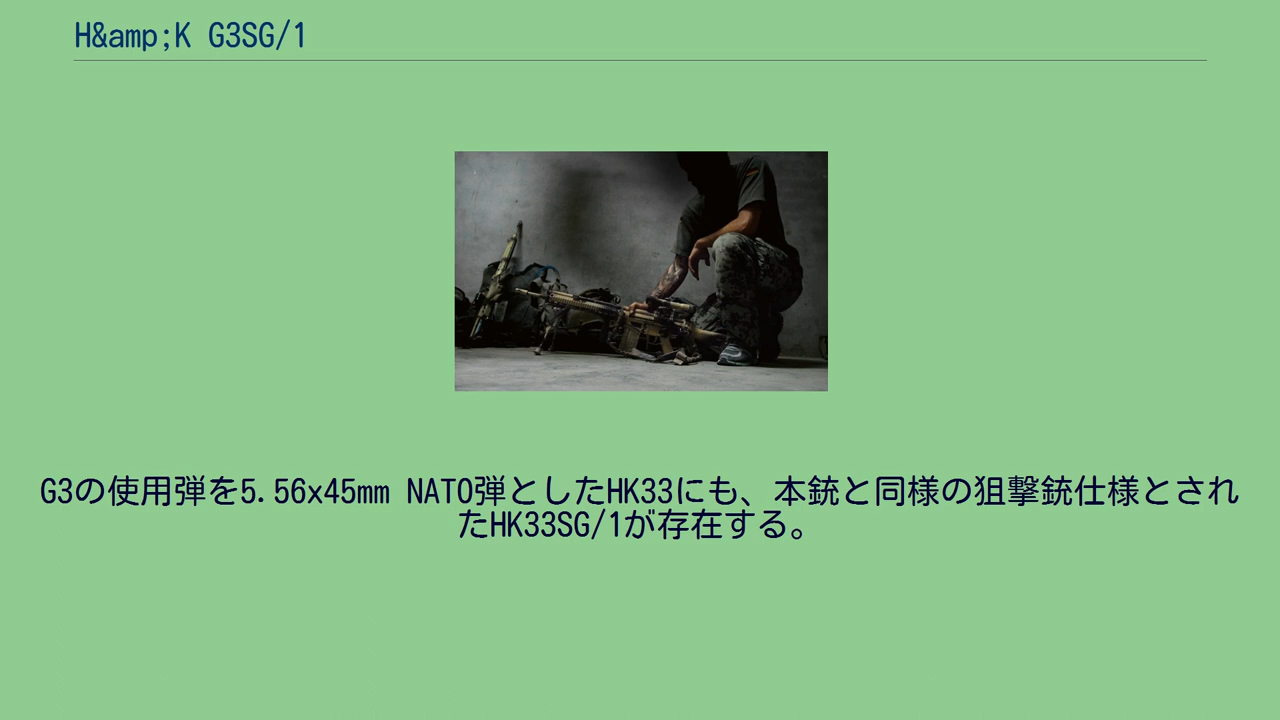 H&amp;K G3SG/1
G3の使用弾を5.56x45mm NATO弾としたHK33にも、本銃と同様の狙撃銃仕様とされ
たHK33SG/1が存在する。